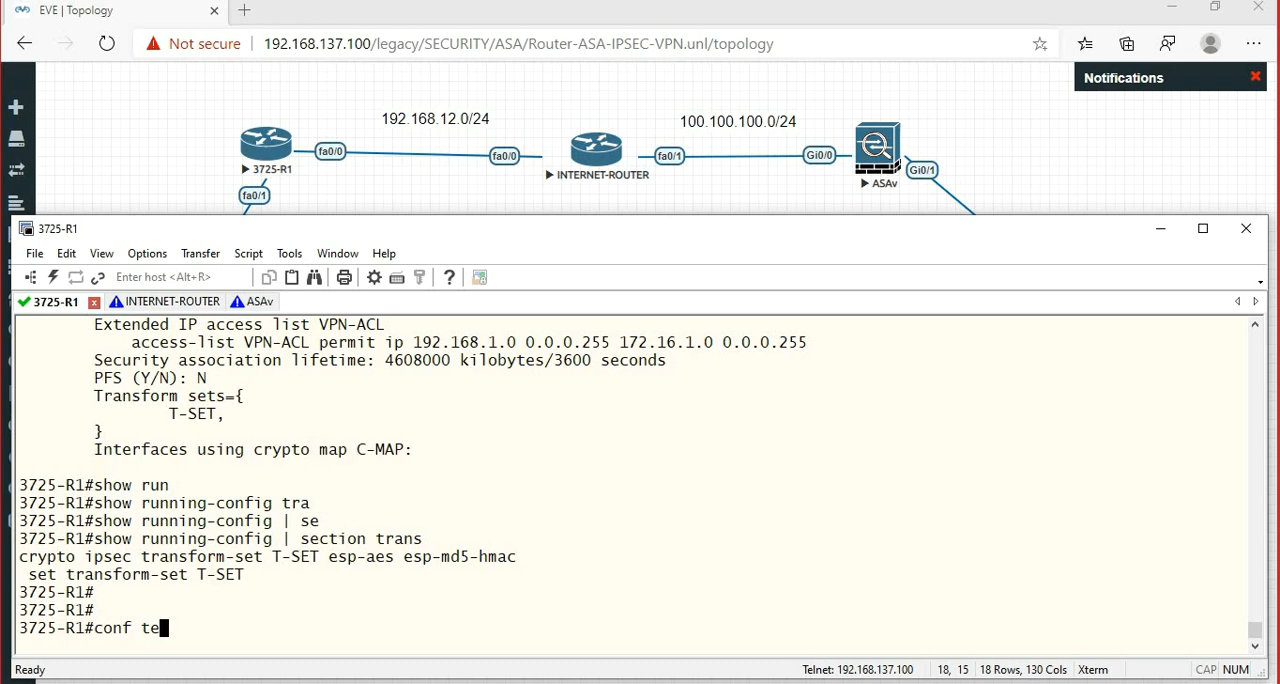 EVE | Topology
Not secure
192.168.137.100/legacy/SECURITY/ASA/Router-ASA-IPSEC-VPN.unl/topology
Notifications
192.168.12.0/24
100.100.100.0/24
fa0/0
fa0/0
fa0/1
Gi0/0
Gi0/1
3725-R1
INTERNET-ROUTER
ASAv
fa0/1
3725-R1
File Edit View Options Transfer Script Tools Window Help
Enter host <Alt+R>
3725-R1 INTERNET-ROUTER ASAv
Extended IP access list VPN-ACL
access-list VPN-ACL permit ip 192.168.1.0 0.0.0.255 172.16.1.0 0.0.0.255
Security association lifetime: 4608000 kilobytes/3600 seconds
PFS (Y/N): N
Transform sets={
T-SET,
}
Interfaces using crypto map C-MAP:
3725-R1#show run
3725-R1#show running-config tra
3725-R1#show running-config | se
3725-R1#show running-config | section trans
crypto ipsec transform-set T-SET esp-aes esp-md5-hmac
set transform-set T-SET
3725-R1#
3725-R1#
3725-R1#conf te
Ready
Telnet: 192.168.137.100
18, 15
18 Rows, 130 Cols
Xterm
CAP NUM